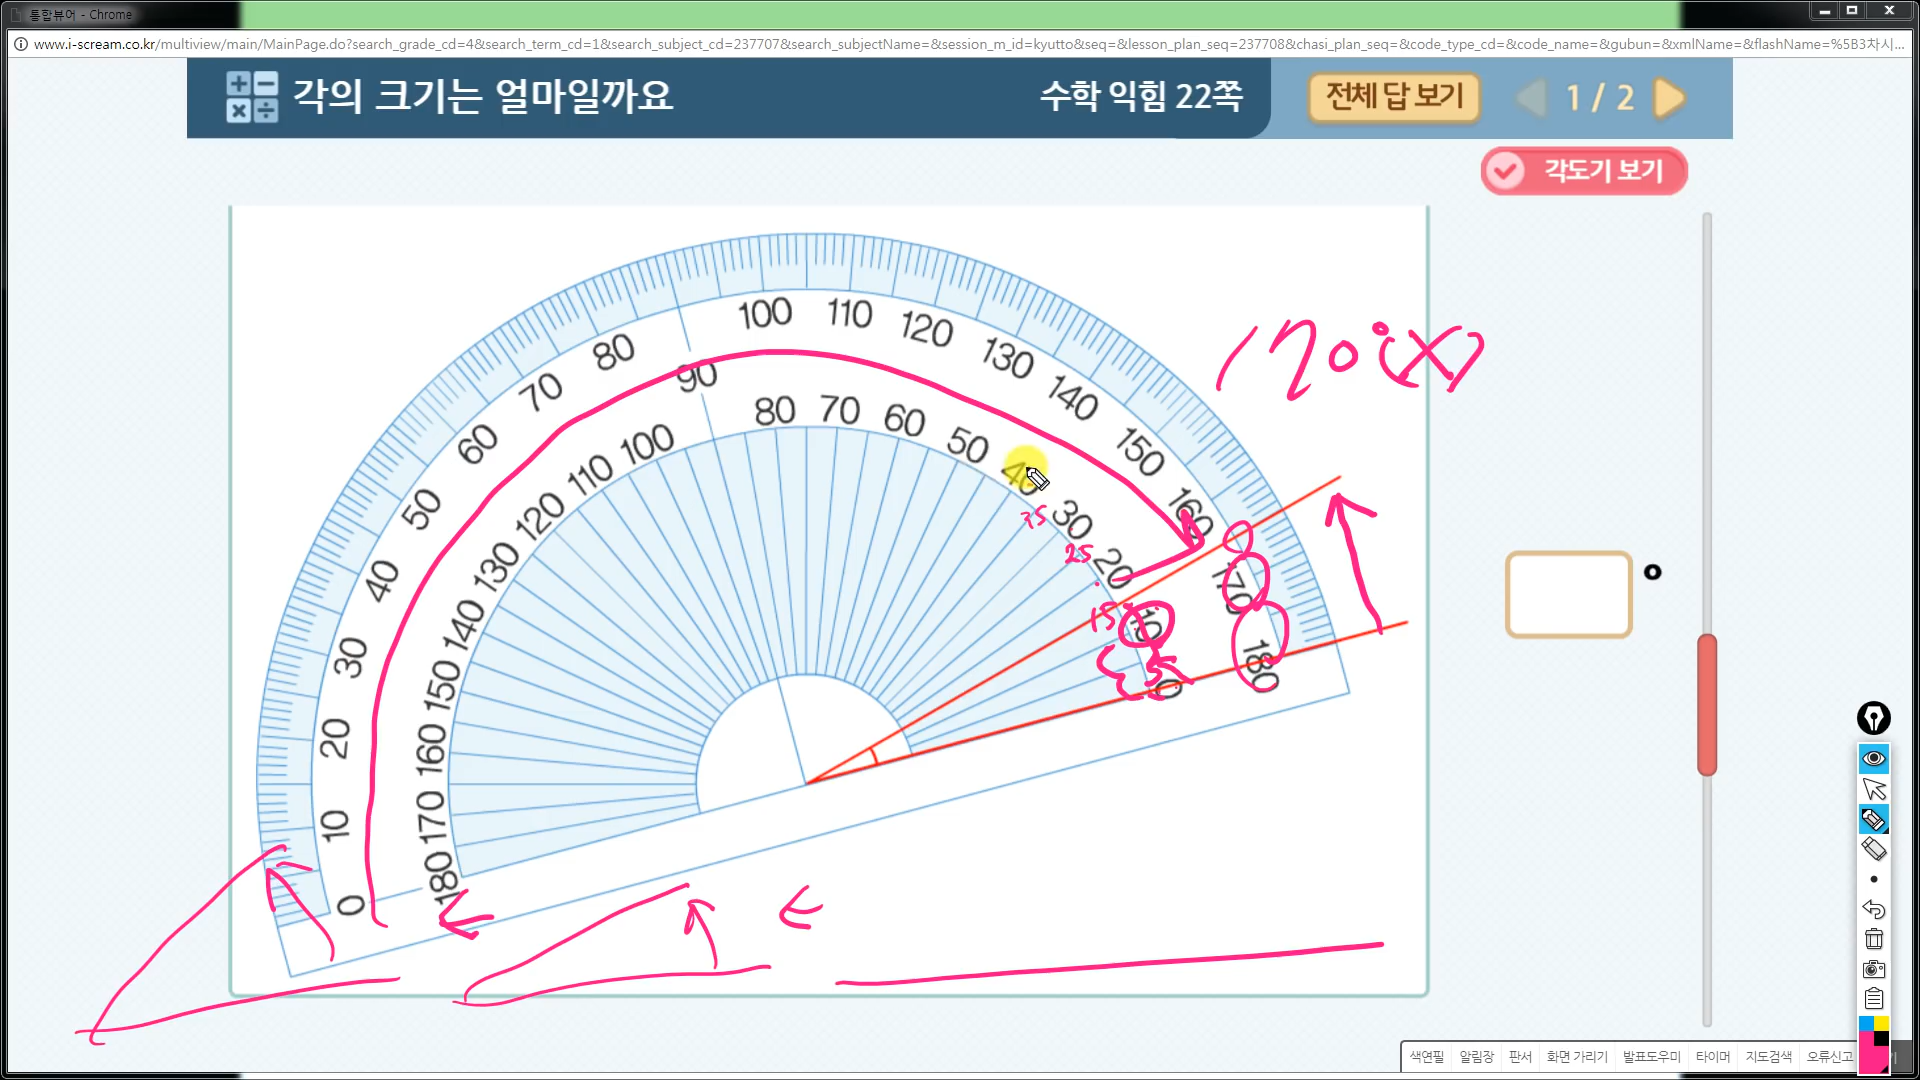 통합뷰어 - Chrome
www.i-scream.co.kr/multiview/main/MainPage.do?search_grade_cd=4&search_term_cd=1&search_subject_cd=237707&search_subjectName=&session_m_id=kyutto&seq=&lesson_plan_seq=237708&chasi_plan_seq=&code_type_cd=&code_name=&gubun=&xmlName=&flashName=%5B3차시...
각의 크기는 얼마일까요
수학 익힘 22쪽
전체 답 보기
1 / 2
각도기 보기
0 10 20 30 40 50 60 70 80 90 100 110 120 130 140 150 160 170 180
180 170 160 150 140 130 120 110 100 80 70 60 50 40 30 20 10 0
35
25
15
5
170°(X)
°
색연필 알림장 판서 화면 가리기 발표도우미 타이머 지도검색 오류신고